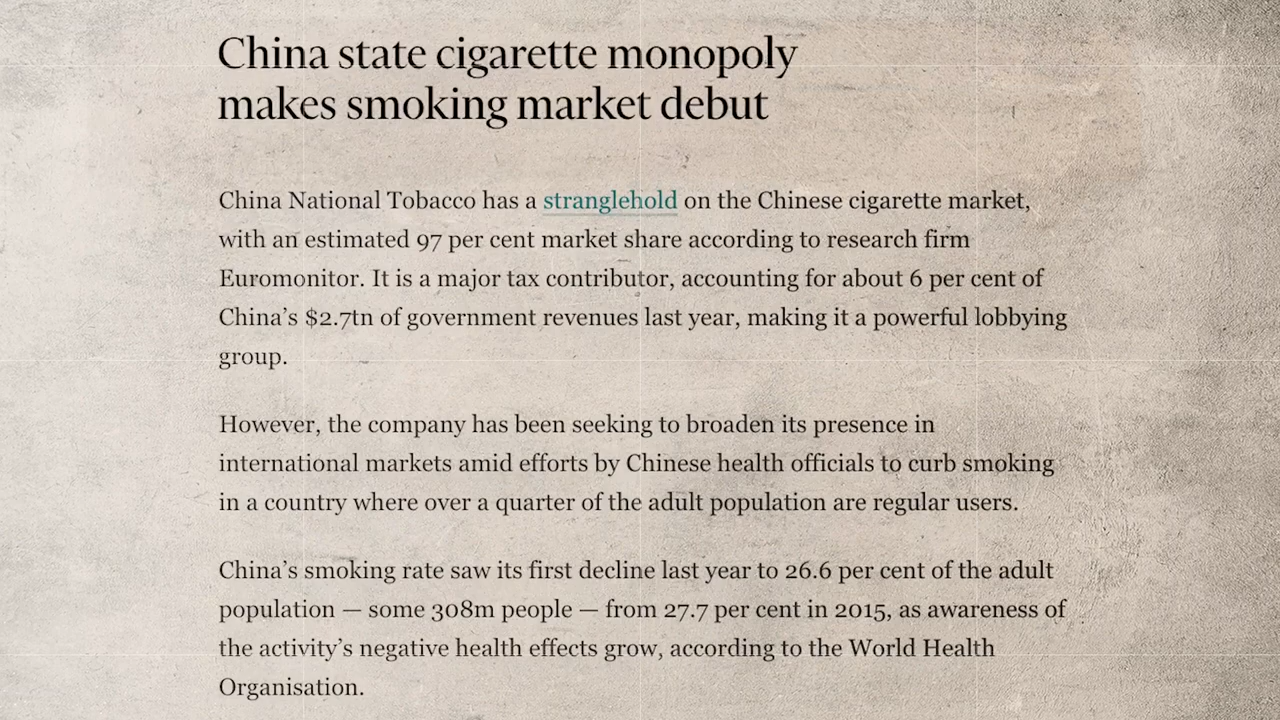 China state cigarette monopoly
makes smoking market debut
China National Tobacco has a stranglehold on the Chinese cigarette market,
with an estimated 97 per cent market share according to research firm
Euromonitor. It is a major tax contributor, accounting for about 6 per cent of
China’s $2.7tn of government revenues last year, making it a powerful lobbying
group.
However, the company has been seeking to broaden its presence in
international markets amid efforts by Chinese health officials to curb smoking
in a country where over a quarter of the adult population are regular users.
China’s smoking rate saw its first decline last year to 26.6 per cent of the adult
population — some 308m people — from 27.7 per cent in 2015, as awareness of
the activity’s negative health effects grow, according to the World Health
Organisation.